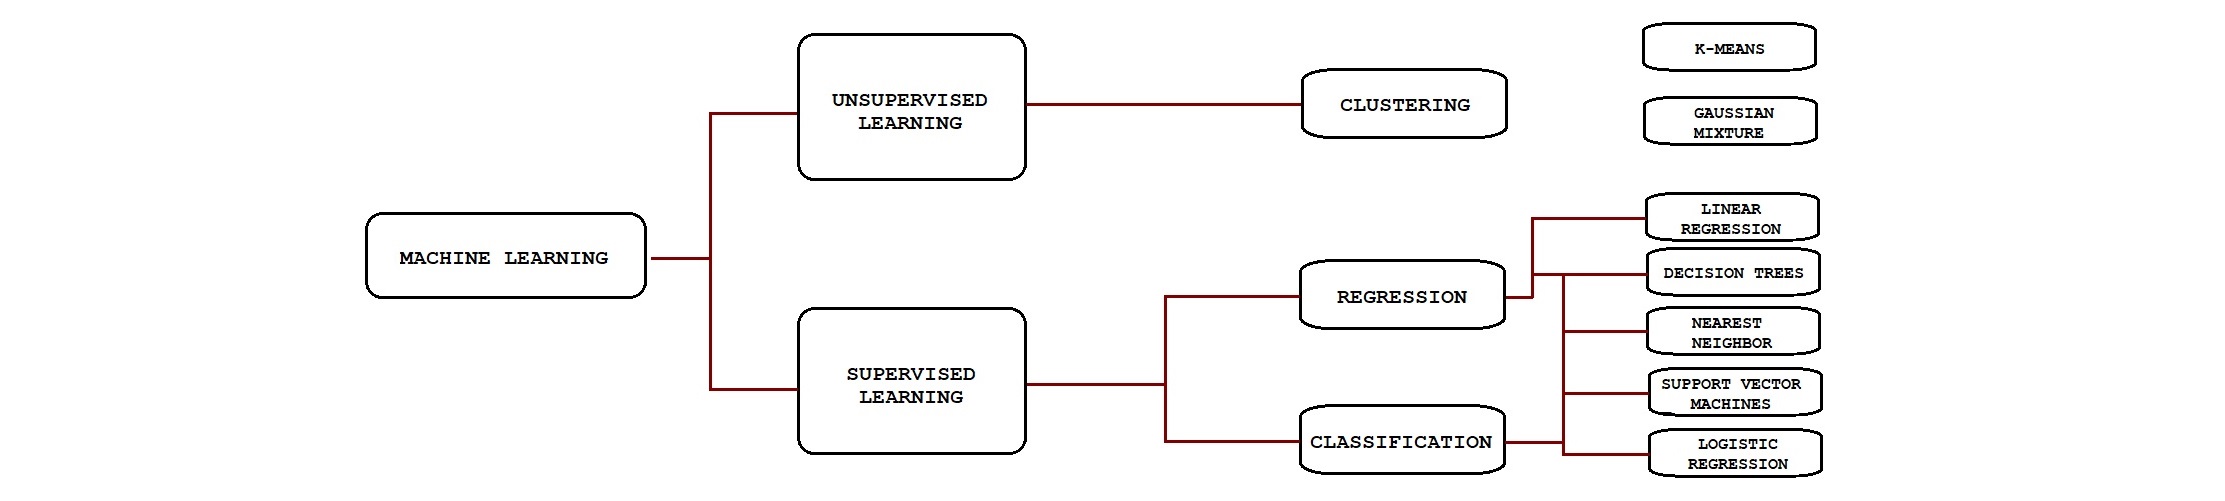 K-MEANS
UNSUPERVISED
LEARNING
CLUSTERING
GAUSSIAN
MIXTURE
LINEAR
REGRESSION
MACHINE LEARNING
DECISION TREES
REGRESSION
NEAREST
NEIGHBOR
SUPERVISED
LEARNING
SUPPORT VECTOR
MACHINES
CLASSIFICATION
LOGISTIC
REGRESSION